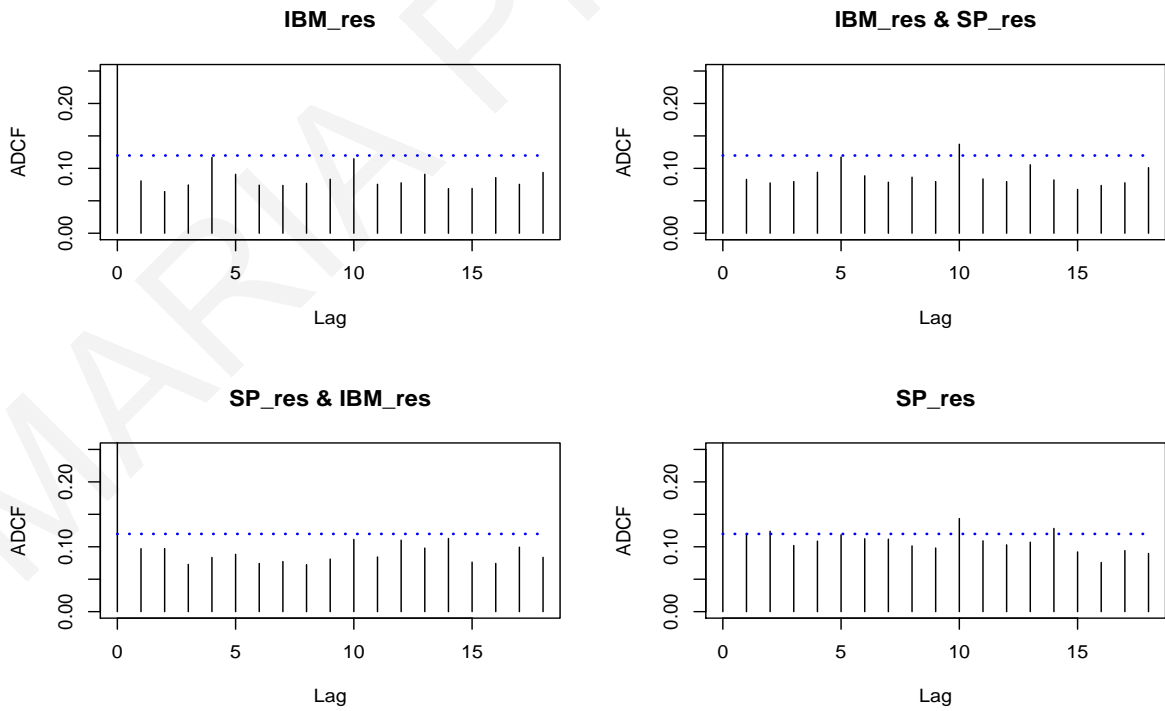 IBM_res
ADCF
0.00 0.10 0.20
0 5 10 15
Lag
IBM_res & SP_res
ADCF
0.00 0.10 0.20
0 5 10 15
Lag
SP_res & IBM_res
ADCF
0.00 0.10 0.20
0 5 10 15
Lag
SP_res
ADCF
0.00 0.10 0.20
0 5 10 15
Lag
MARIA